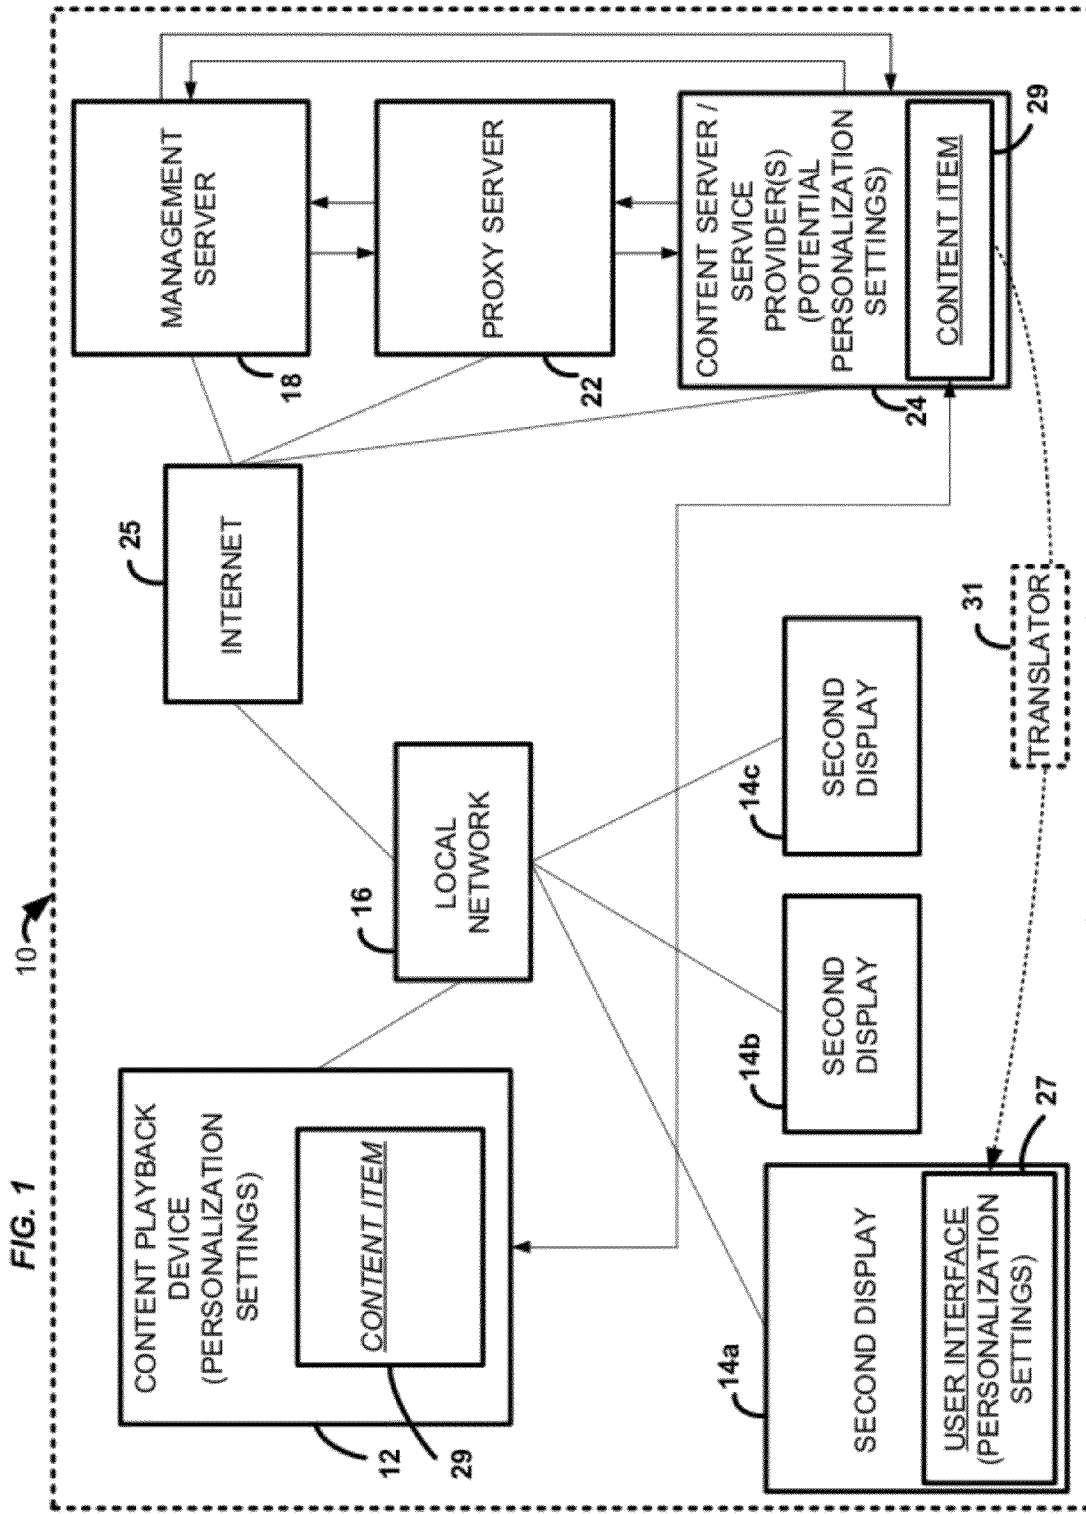 FIG. 1
10
CONTENT PLAYBACK
DEVICE
(PERSONALIZATION
SETTINGS)
CONTENT ITEM
12
29
LOCAL
NETWORK
16
INTERNET
25
MANAGEMENT
SERVER
18
PROXY SERVER
22
CONTENT SERVER /
SERVICE
PROVIDER(S)
(POTENTIAL
PERSONALIZATION
SETTINGS)
CONTENT ITEM
24
29
SECOND DISPLAY
USER INTERFACE
(PERSONALIZATION
SETTINGS)
14a
27
SECOND
DISPLAY
14b
SECOND
DISPLAY
14c
TRANSLATOR
31